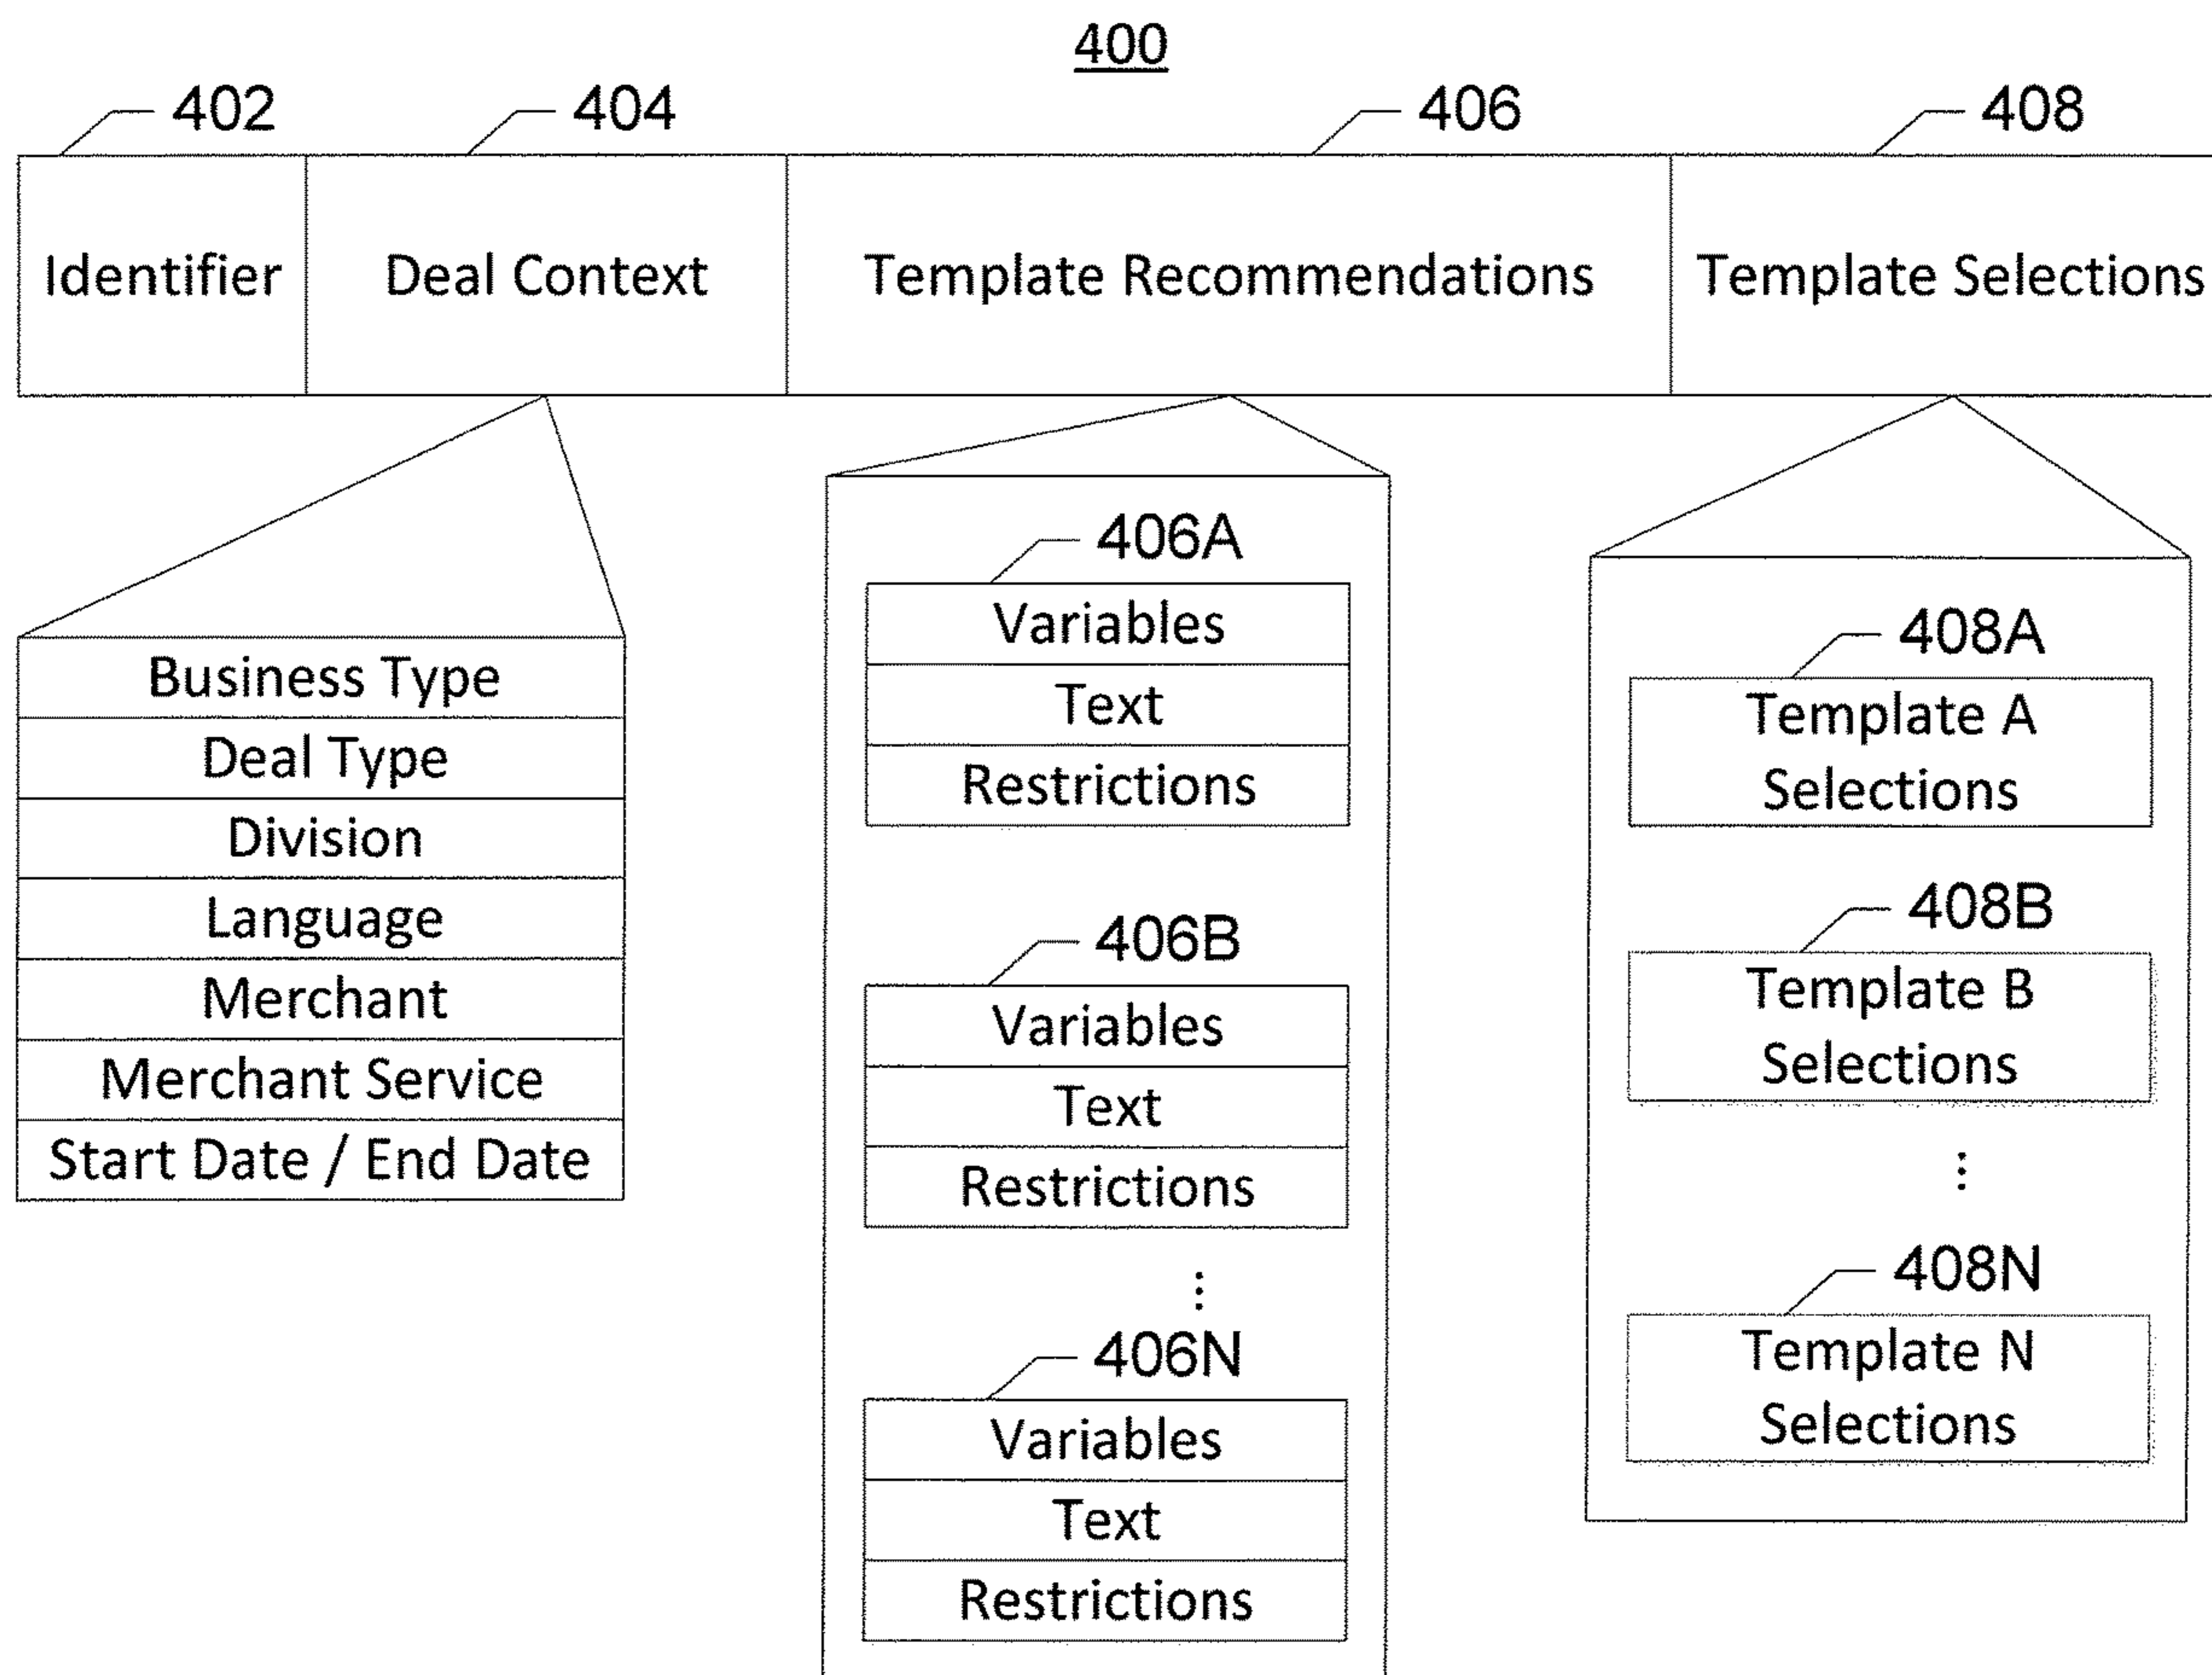 400
402
404
406
408
Identifier
Deal Context
Template Recommendations
Template Selections
Business Type
Deal Type
Division
Language
Merchant
Merchant Service
Start Date / End Date
406A
Variables
Text
Restrictions
406B
Variables
Text
Restrictions
⋮
406N
Variables
Text
Restrictions
408A
Template A
Selections
408B
Template B
Selections
⋮
408N
Template N
Selections